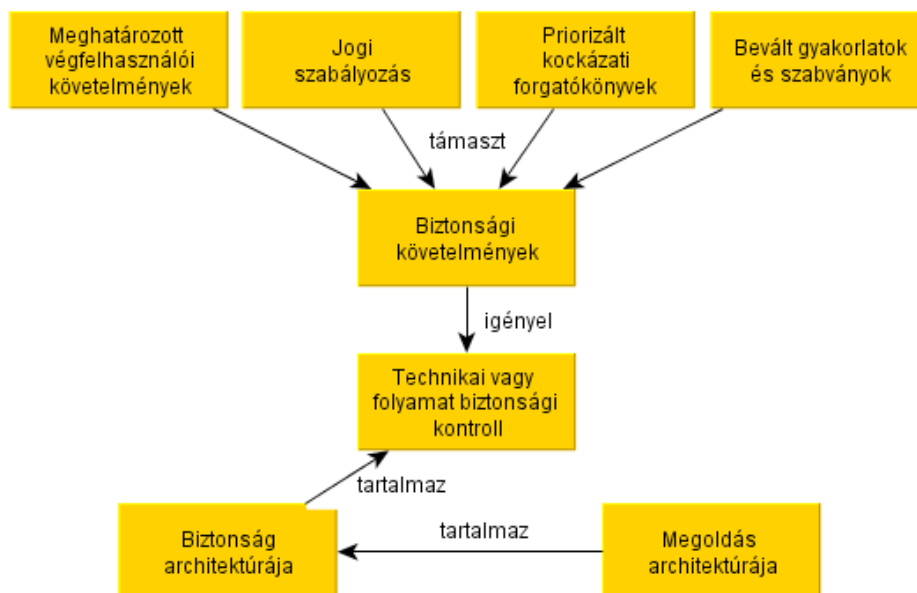 Meghatározott
végfelhasználói
követelmények
Jogi
szabályozás
Priorizált
kockázati
forgatókönyvek
Bevált gyakorlatok
és szabványok
támaszt
Biztonsági
követelmények
igényel
Technikai vagy
folyamat biztonsági
kontroll
tartalmaz
Biztonság
architektúrája
tartalmaz
Megoldás
architektúrája